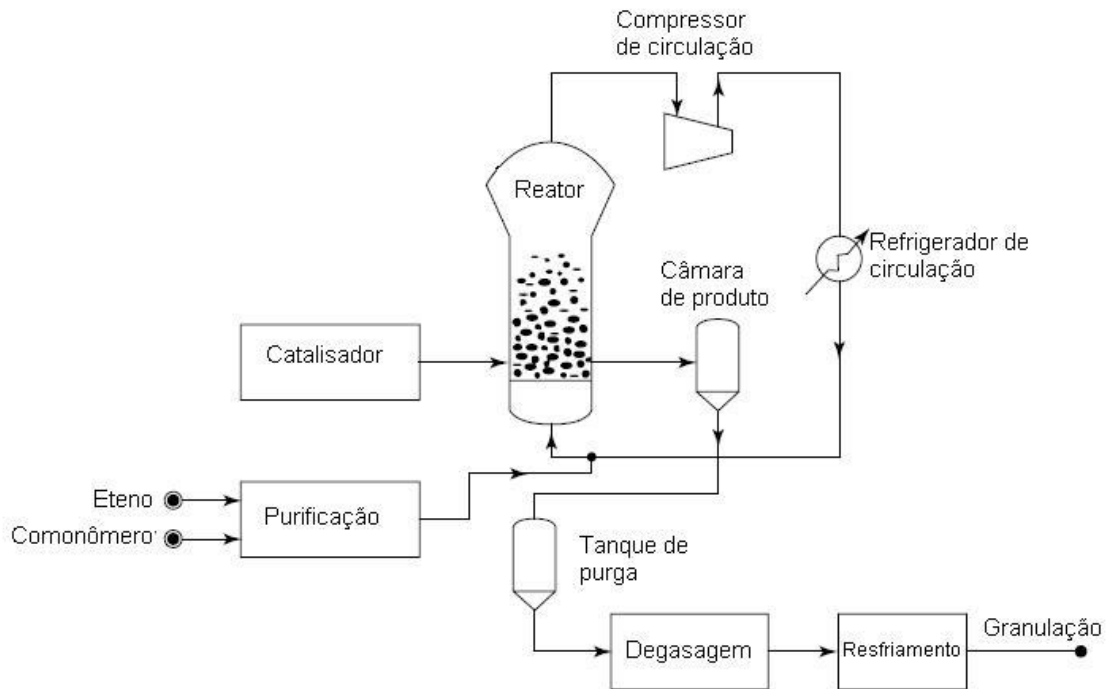 Compressor
de circulação
Reator
Refrigerador de
circulação
Câmara
de produto
Catalisador
Eteno
Comonômero
Purificação
Tanque de
purga
Degasagem
Resfriamento
Granulação